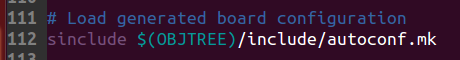 111 # Load generated board configuration
112 sinclude $(OBJTREE)/include/autoconf.mk